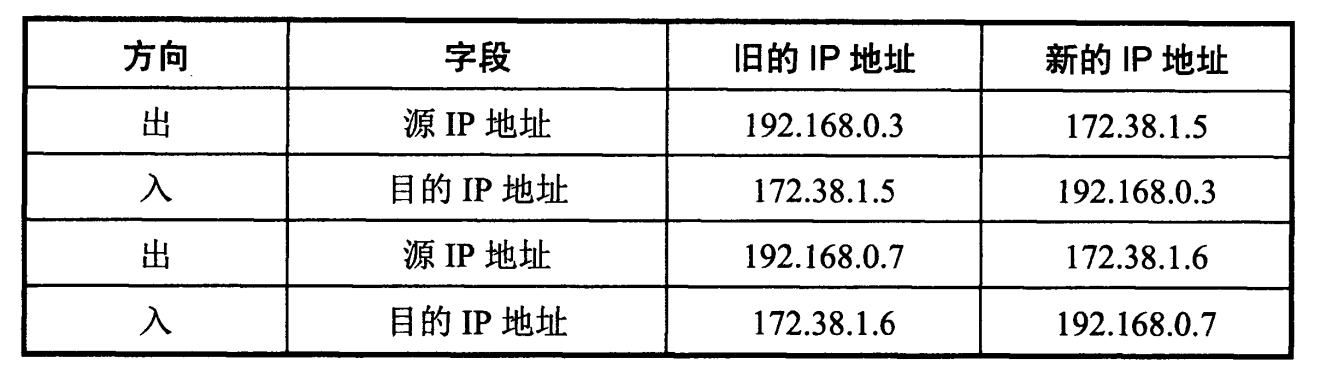 方向 字段 旧的 IP 地址 新的 IP 地址
出 源 IP 地址 192.168.0.3 172.38.1.5
入 目的 IP 地址 172.38.1.5 192.168.0.3
出 源 IP 地址 192.168.0.7 172.38.1.6
入 目的 IP 地址 172.38.1.6 192.168.0.7